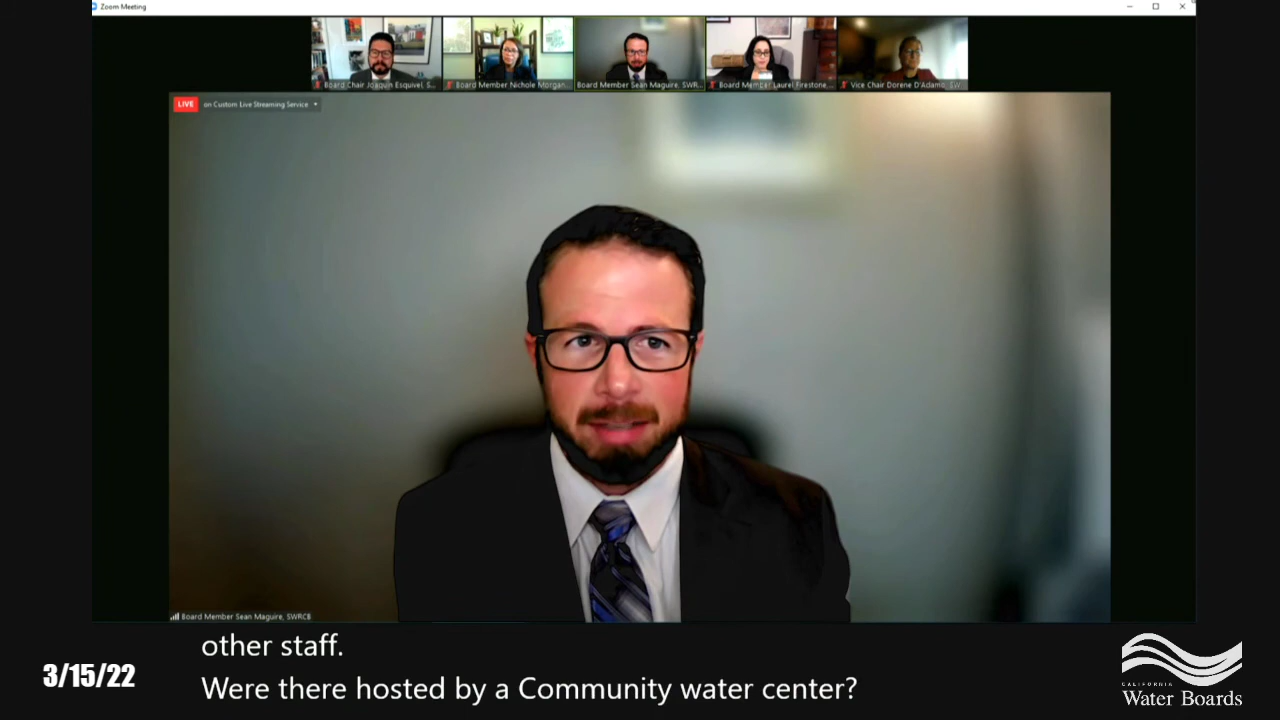 Zoom Meeting
Board Chair Joaquin Esquivel, S...
Board Member Nichole Morgan...
Board Member Sean Maguire, SWR...
Board Member Laurel Firestone,...
Vice Chair Dorene D'Adamo, SW
LIVE on Custom Live Streaming Service
Board Member Sean Maguire, SWRCB
other staff.
Were there hosted by a Community water center?
3/15/22
CALIFORNIA
Water Boards